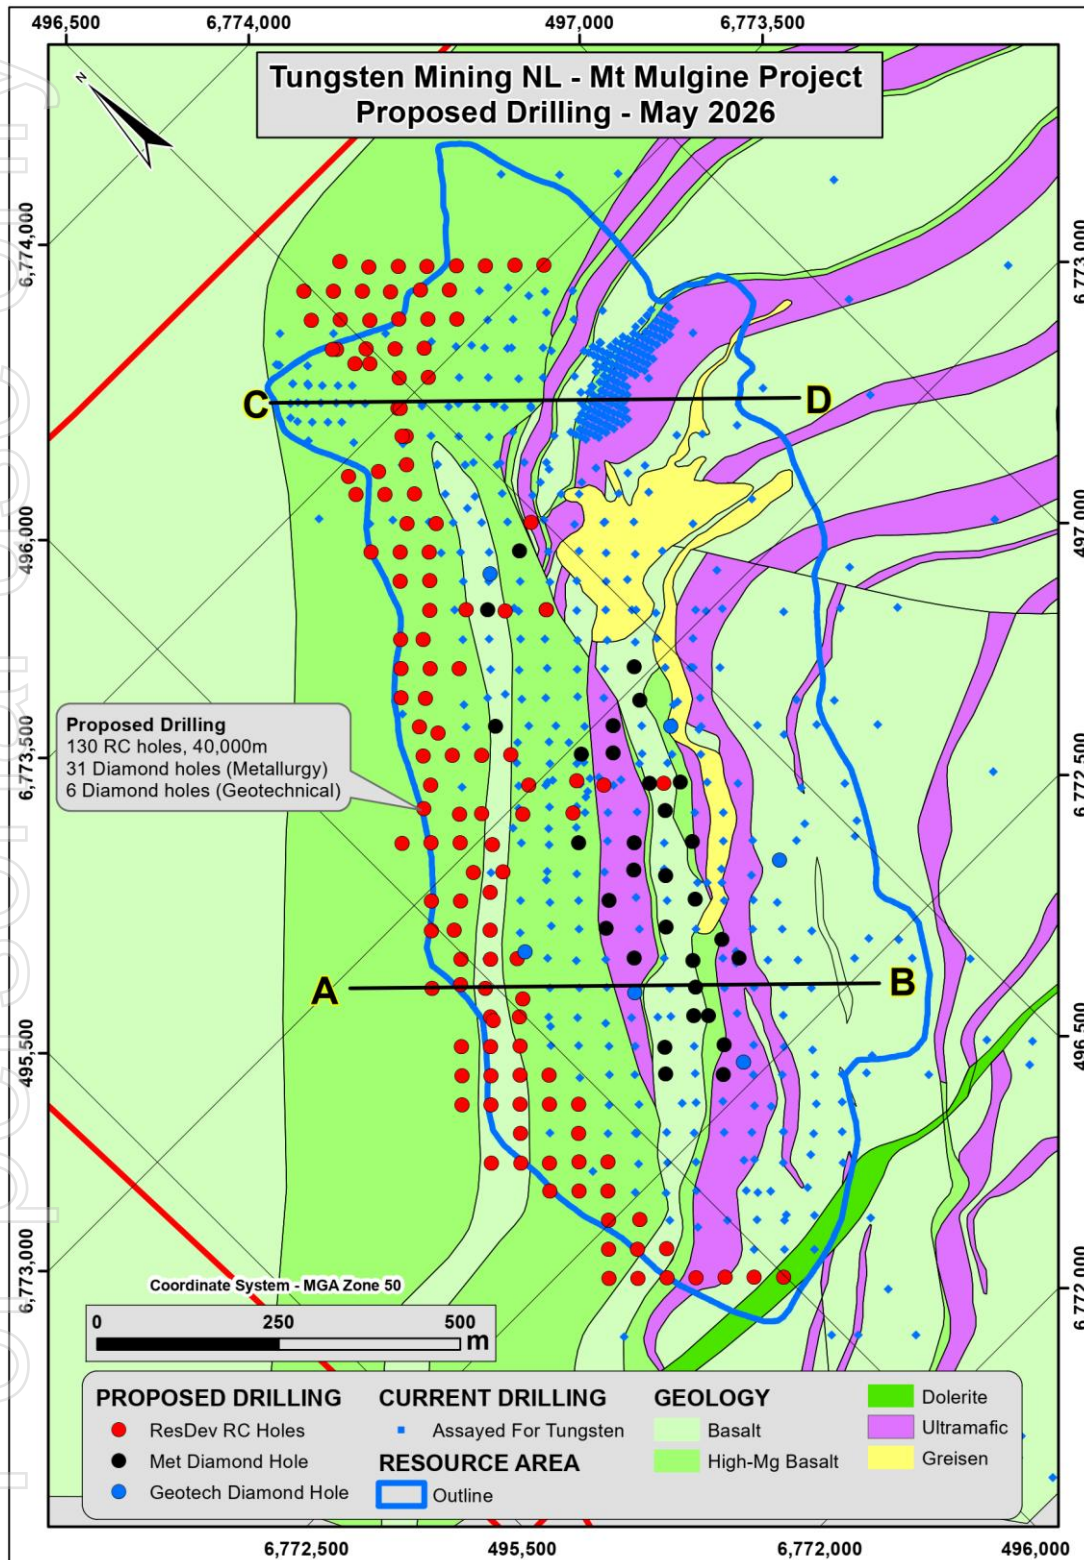 496,500
6,774,000
497,000
6,773,500
N
Tungsten Mining NL - Mt Mulgine Project
Proposed Drilling - May 2026
6,774,000
6,773,000
C
D
496,000
497,000
6,773,500
6,772,500
Proposed Drilling
130 RC holes, 40,000m
31 Diamond holes (Metallurgy)
6 Diamond holes (Geotechnical)
A
B
495,500
496,500
6,773,000
6,772,000
Coordinate System - MGA Zone 50
0 250 500
m
PROPOSED DRILLING
ResDev RC Holes
Met Diamond Hole
Geotech Diamond Hole
CURRENT DRILLING
Assayed For Tungsten
RESOURCE AREA
Outline
GEOLOGY
Basalt
High-Mg Basalt
Dolerite
Ultramafic
Greisen
6,772,500
495,500
6,772,000
496,000